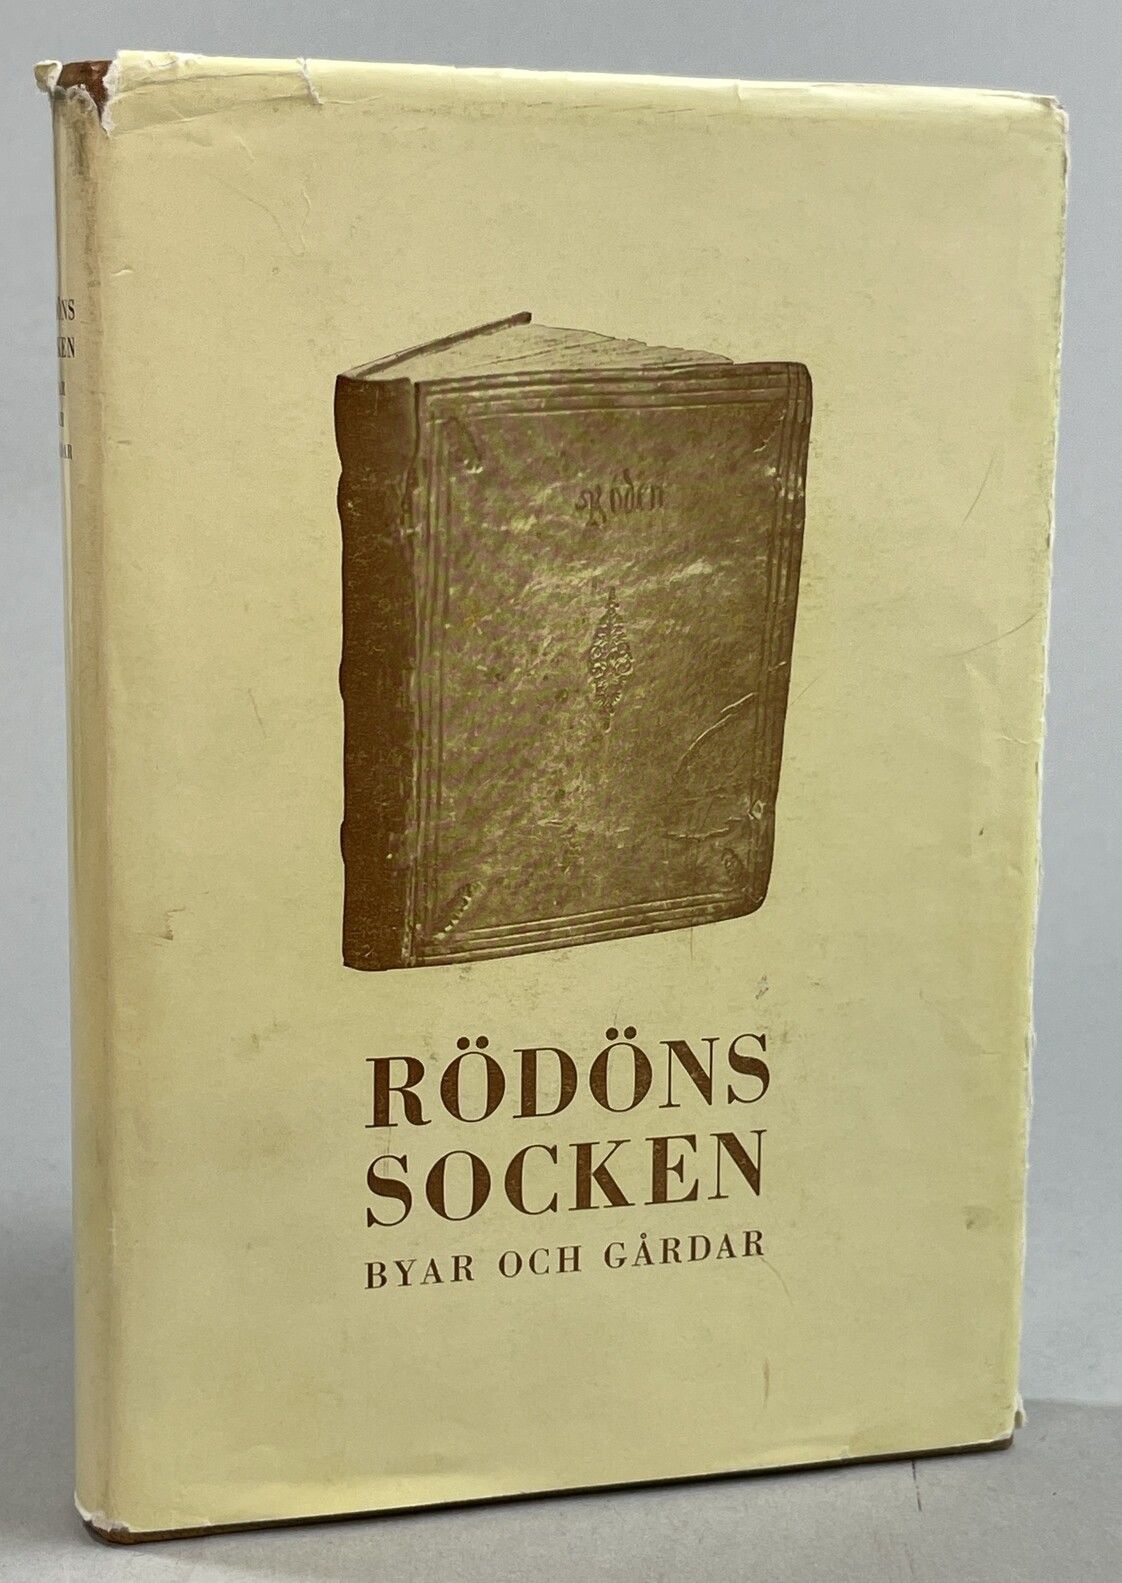 Röden
RÖDÖNS
SOCKEN
BYAR OCH GÅRDAR